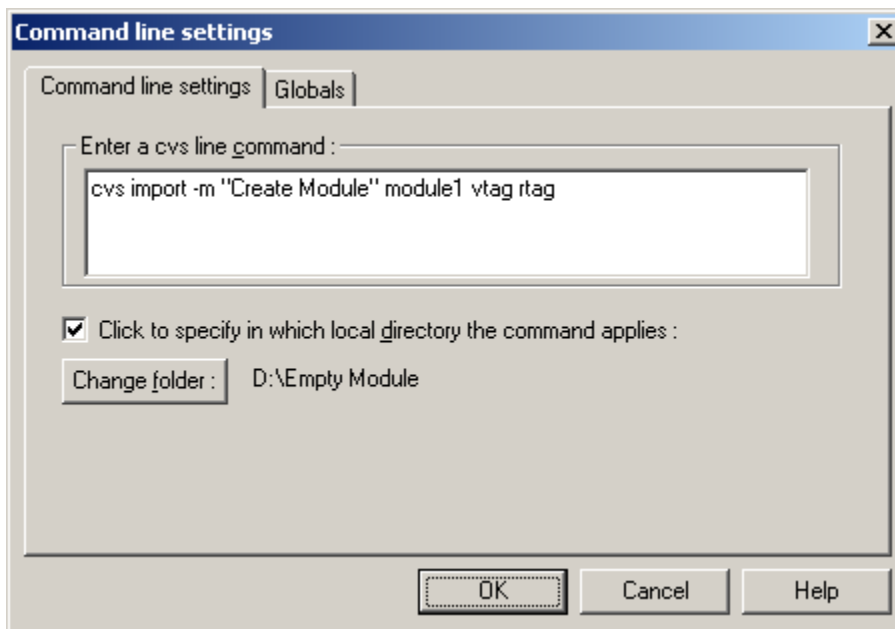 Command line settings
Command line settings Globals
Enter a cvs line command :
cvs import -m "Create Module" module1 vtag rtag
Click to specify in which local directory the command applies :
Change folder : D:\Empty Module
OK Cancel Help